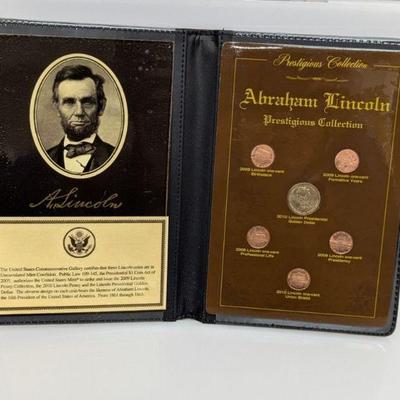 A. Lincoln
The United States Commemorative Gallery certifies that these Lincoln coins are in
Uncirculated Mint Condition. Public Law 109-145, the Presidential $1 Coin Act of
2005, authorizes the United States Mint to strike and issue the 2009 Lincoln
Penny Collection, the 2010 Lincoln Penny and the Lincoln Presidential Golden
Dollar. The obverse design on each coin bears the likeness of Abraham Lincoln,
the 16th President of the United States of America. From 1861 through 1865.
Prestigious Collection
Abraham Lincoln
Prestigious Collection
2009 Lincoln one-cent
Birthplace
2009 Lincoln one-cent
Formative Years
2010 Lincoln Presidential
Golden Dollar
2009 Lincoln one-cent
Professional Life
2009 Lincoln one-cent
Presidency
2010 Lincoln one-cent
Union Shield